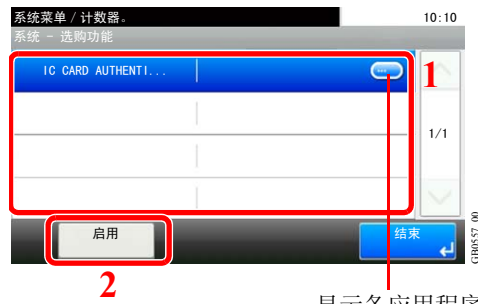 系统菜单 / 计数器。 10:10
系统 - 选购功能
IC CARD AUTHENTI... 1
1/1
启用 结束
2
GB0557_00
显示各应用程序